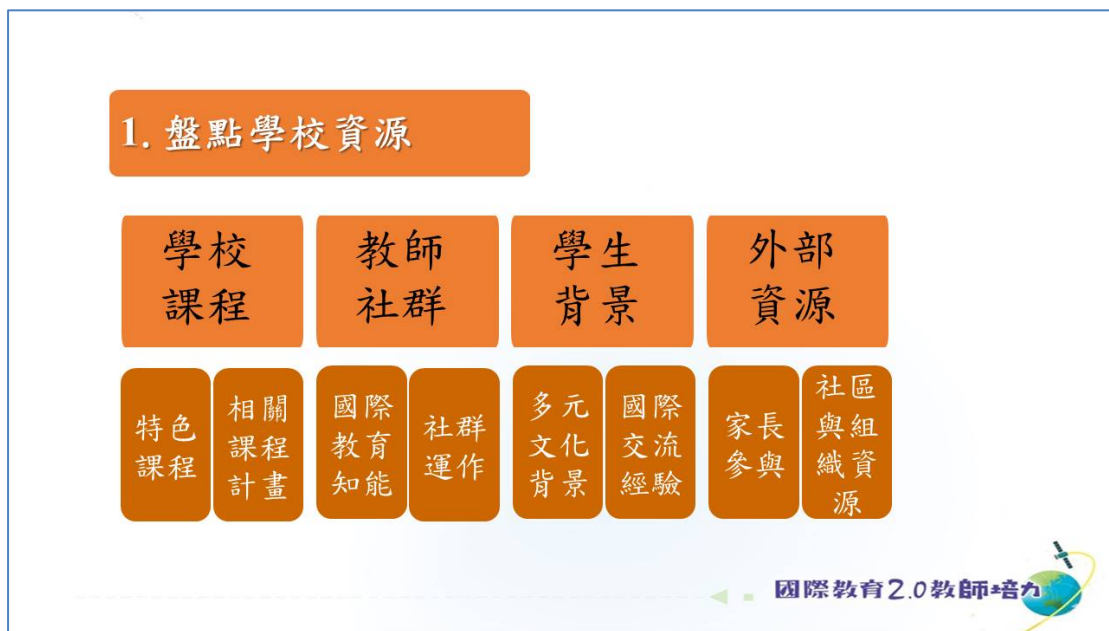 1. 盤點學校資源
學校
課程
教師
社群
學生
背景
外部
資源
特色
課程
相關
課程
計畫
國際
教育
知能
社群
運作
多元
文化
背景
國際
交流
經驗
家長
參與
社區
與組
織資
源
國際教育2.0教師培力